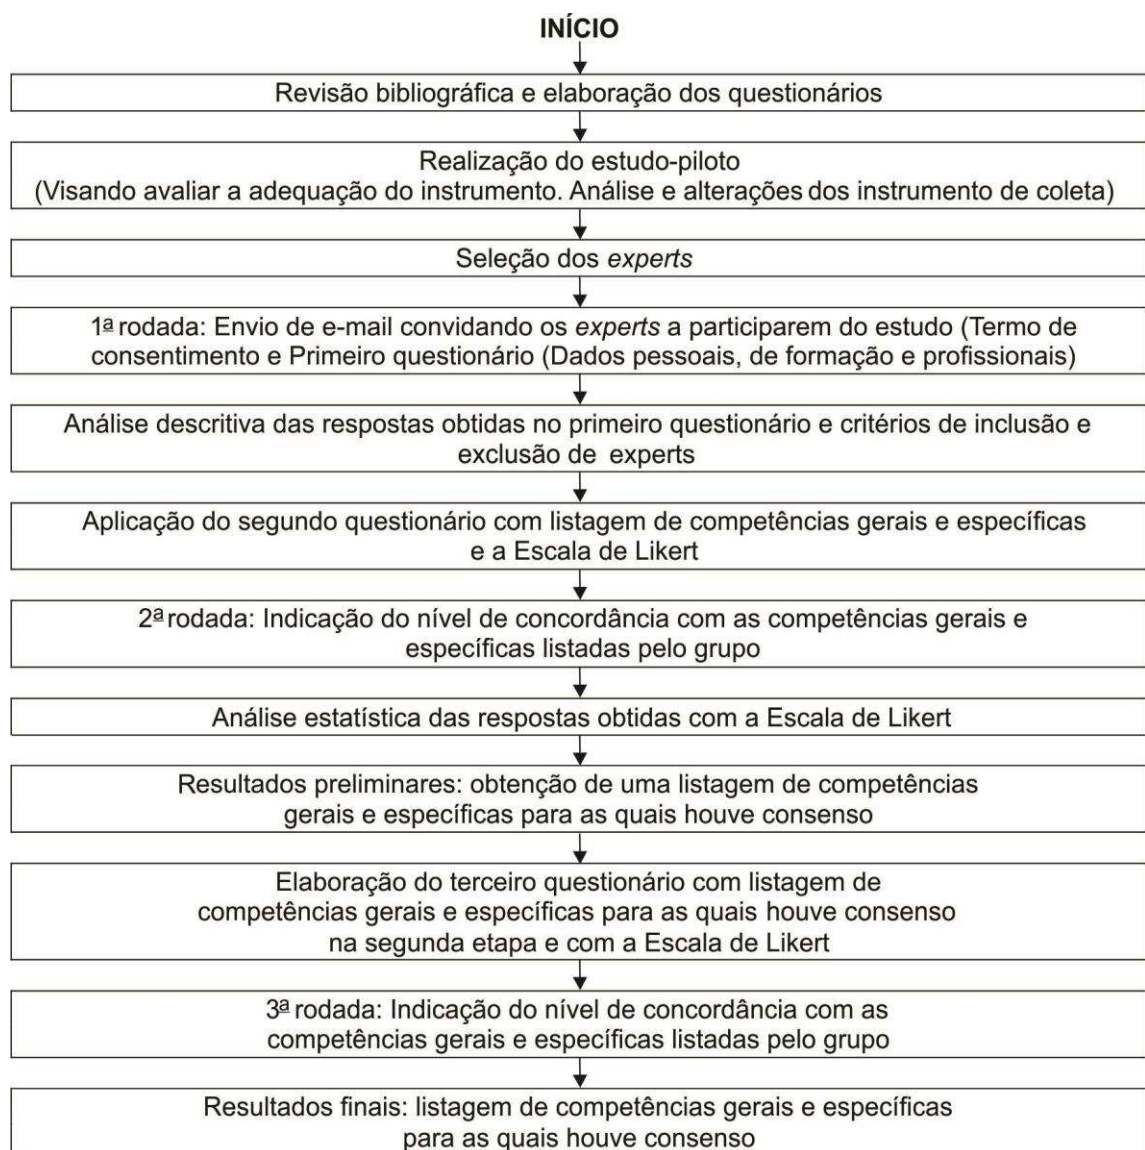 INÍCIO
Revisão bibliográfica e elaboração dos questionários
Realização do estudo-piloto
(Visando avaliar a adequação do instrumento. Análise e alterações dos instrumento de coleta)
Seleção dos experts
1ª rodada: Envio de e-mail convidando os experts a participarem do estudo (Termo de
consentimento e Primeiro questionário (Dados pessoais, de formação e profissionais)
Análise descritiva das respostas obtidas no primeiro questionário e critérios de inclusão e
exclusão de experts
Aplicação do segundo questionário com listagem de competências gerais e específicas
e a Escala de Likert
2ª rodada: Indicação do nível de concordância com as competências gerais e
específicas listadas pelo grupo
Análise estatística das respostas obtidas com a Escala de Likert
Resultados preliminares: obtenção de uma listagem de competências
gerais e específicas para as quais houve consenso
Elaboração do terceiro questionário com listagem de
competências gerais e específicas para as quais houve consenso
na segunda etapa e com a Escala de Likert
3ª rodada: Indicação do nível de concordância com as
competências gerais e específicas listadas pelo grupo
Resultados finais: listagem de competências gerais e específicas
para as quais houve consenso